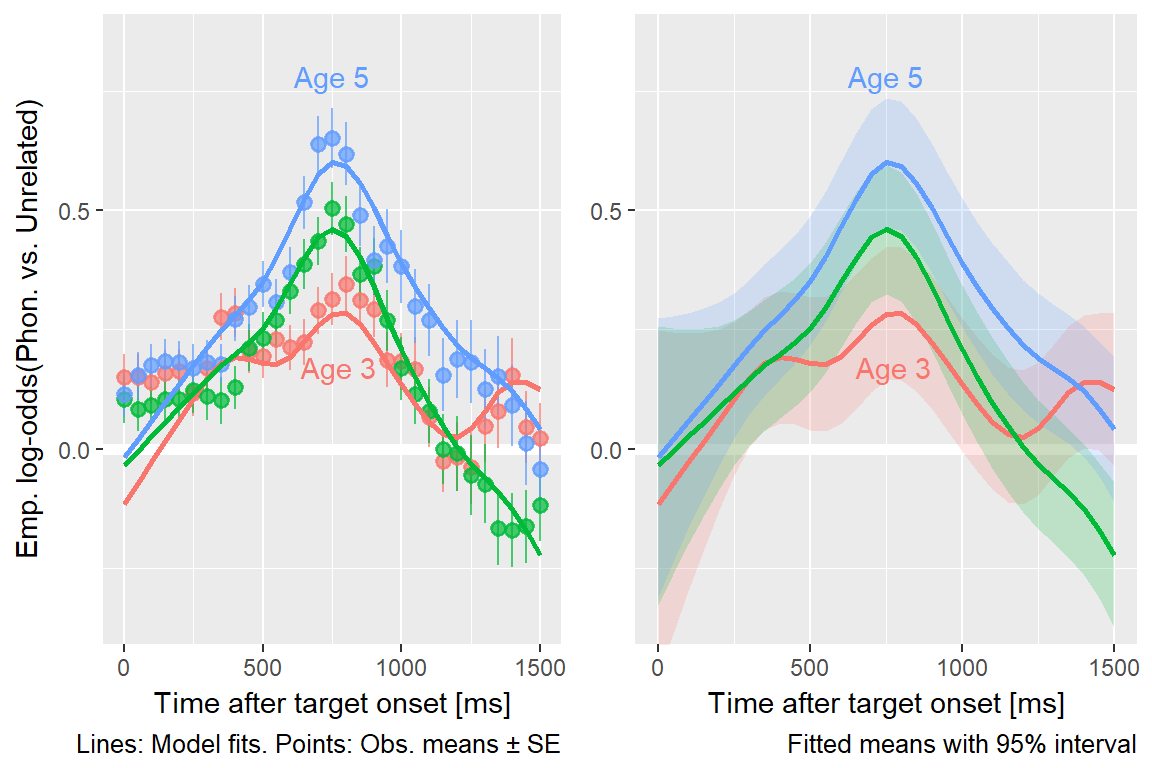 Emp. log-odds(Phon. vs. Unrelated)
0.5
0.0
Age 5
Age 3
0 500 1000 1500
Time after target onset [ms]
Lines: Model fits. Points: Obs. means ± SE
0.5
0.0
Age 5
Age 3
0 500 1000 1500
Time after target onset [ms]
Fitted means with 95% interval